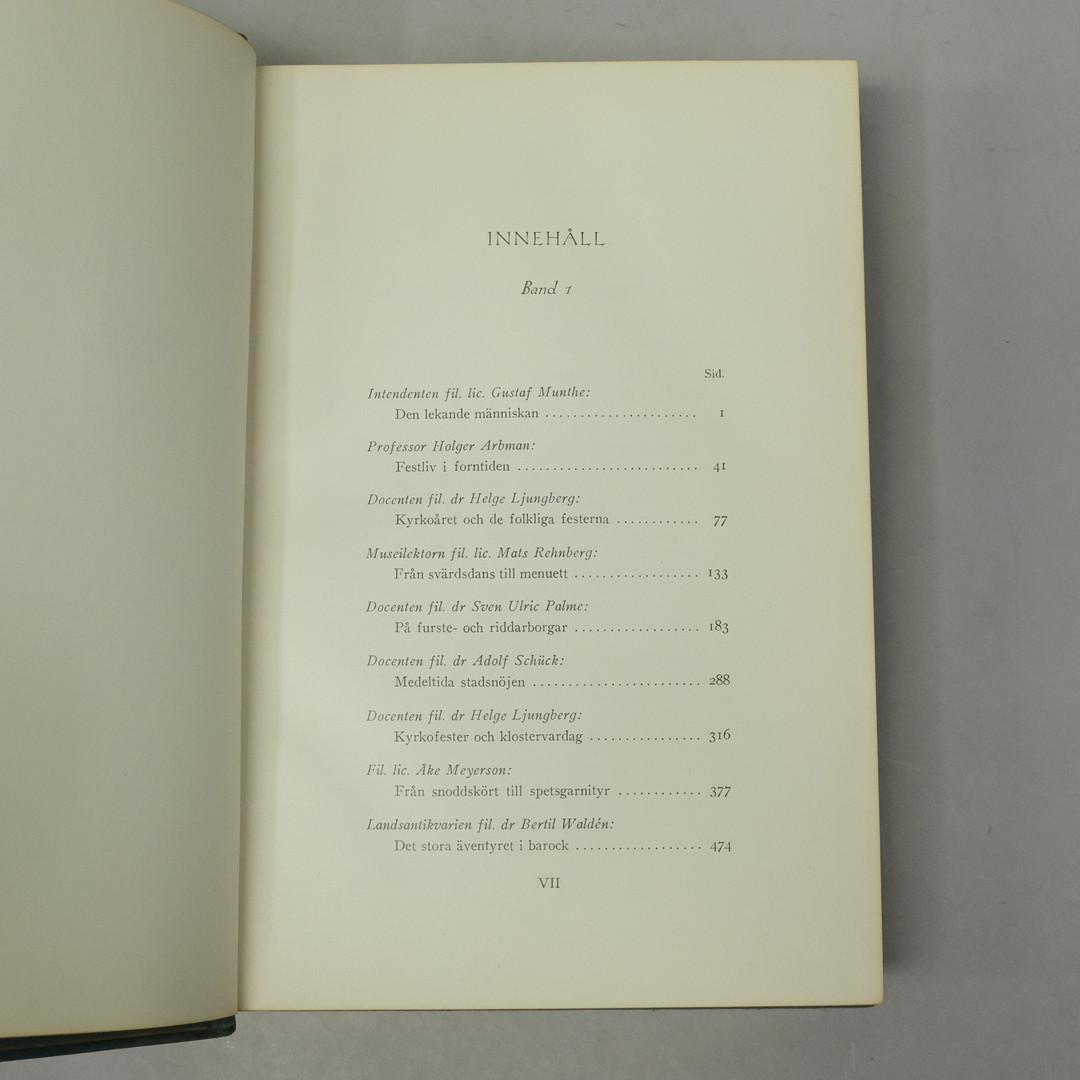 INNEHÅLL
Band 1
Sid.
Intendenten fil. lic. Gustaf Munthe:
Den lekande människan ...................... 1
Professor Holger Arbman:
Festliv i forntiden .......................... 41
Docenten fil. dr Helge Ljungberg:
Kyrkoåret och de folkliga festerna ............ 77
Museilektorn fil. lic. Mats Rehnberg:
Från svärdsdans till menuett .................. 133
Docenten fil. dr Sven Ulric Palme:
På furste- och riddarborgar .................. 183
Docenten fil. dr Adolf Schück:
Medeltida stadsnöjen ........................ 288
Docenten fil. dr Helge Ljungberg:
Kyrkofester och klostervardag ................ 316
Fil. lic. Åke Meyerson:
Från snoddskört till spetsgarnityr ............ 377
Landsantikvarien fil. dr Bertil Waldén:
Det stora äventyret i barock .................. 474
VII